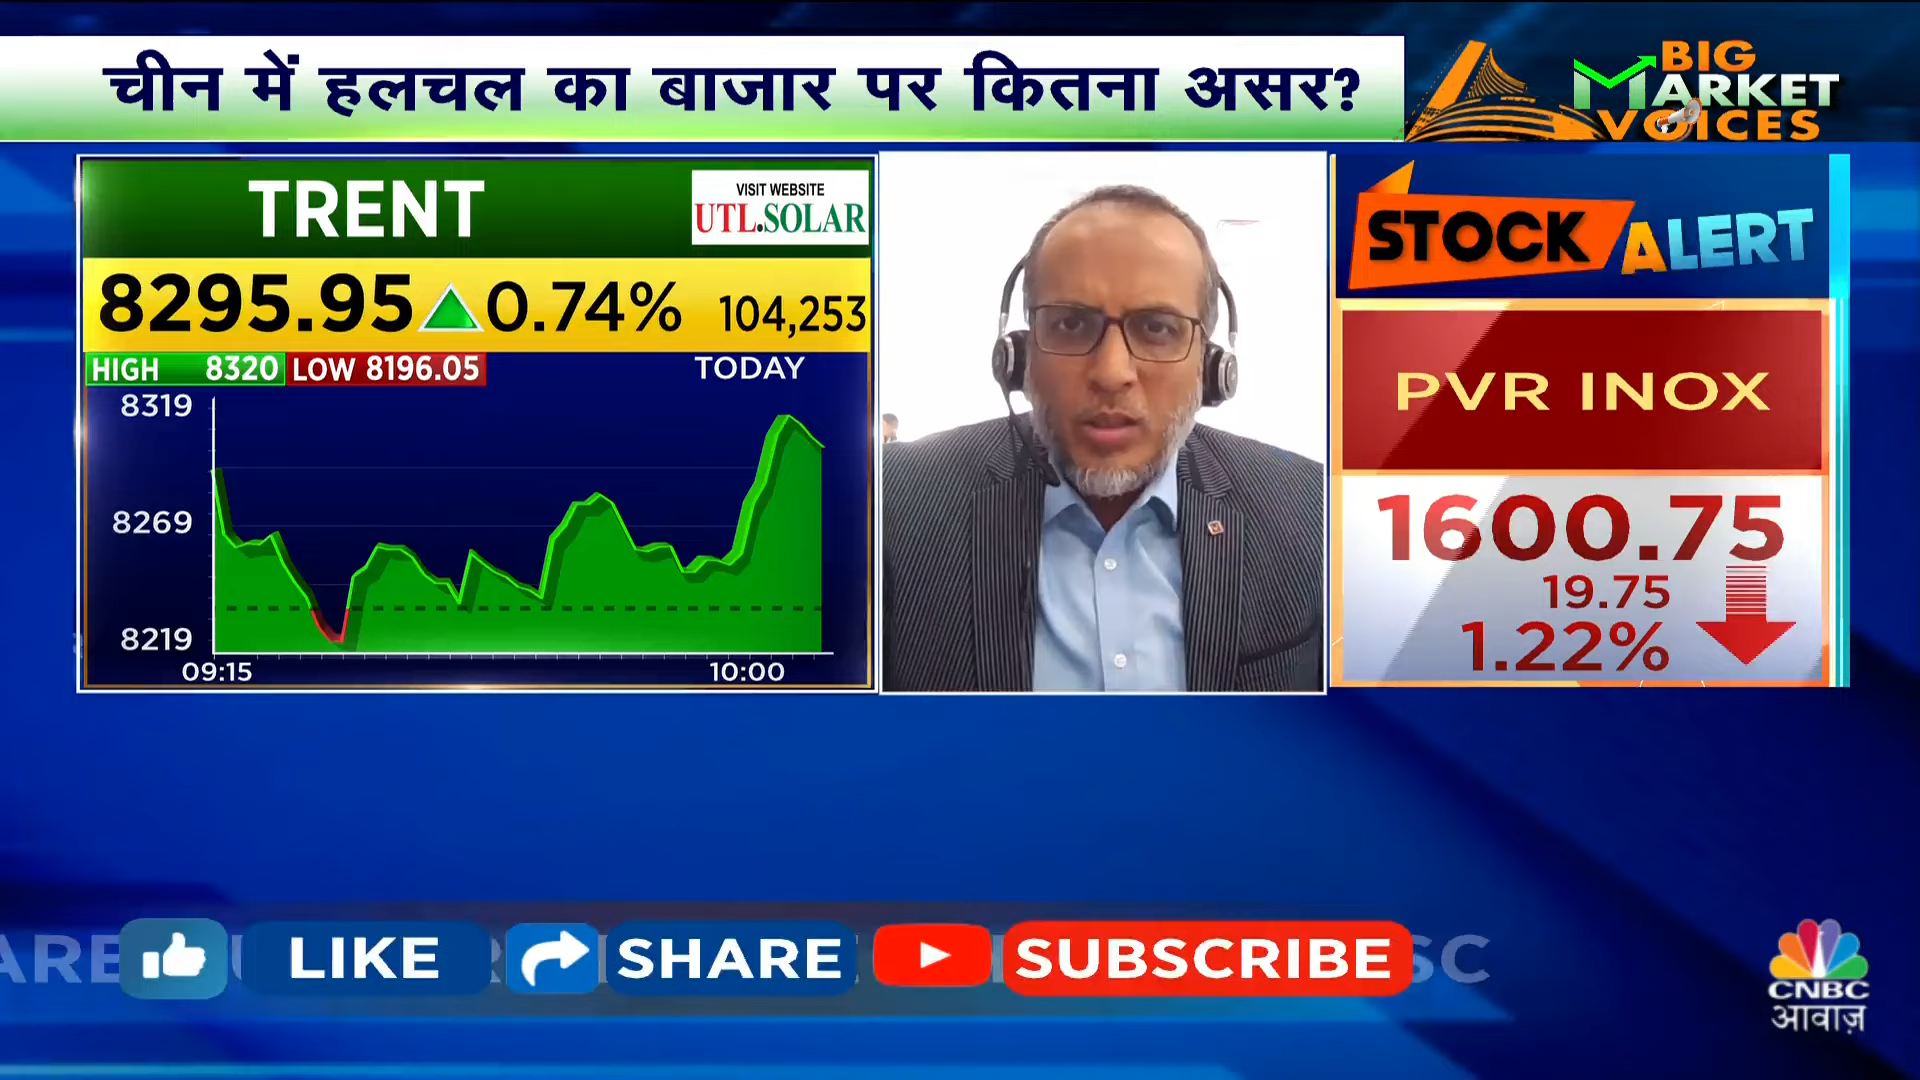 चीन में हलचल का बाजार पर कितना असर?
BIG
MARKET
VOICES
TRENT
VISIT WEBSITE
UTL.SOLAR
8295.95 0.74% 104,253
HIGH 8320 LOW 8196.05 TODAY
8319
8269
8219
09:15 10:00
STOCK ALERT
PVR INOX
1600.75
19.75
1.22%
LIKE SHARE SUBSCRIBE
CNBC
आवाज़